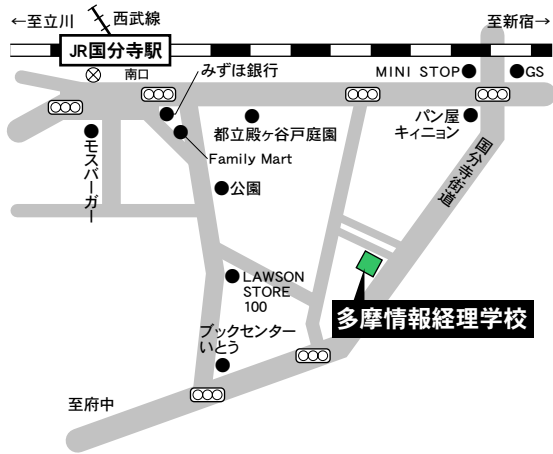 ←至立川
西武線
至新宿→
JR国分寺駅
南口
みずほ銀行
MINI STOP
GS
パン屋
キィニョン
都立殿ヶ谷戸庭園
Family Mart
モスバーガー
公園
国分寺街道
LAWSON
STORE
100
多摩情報経理学校
ブックセンター
いとう
至府中